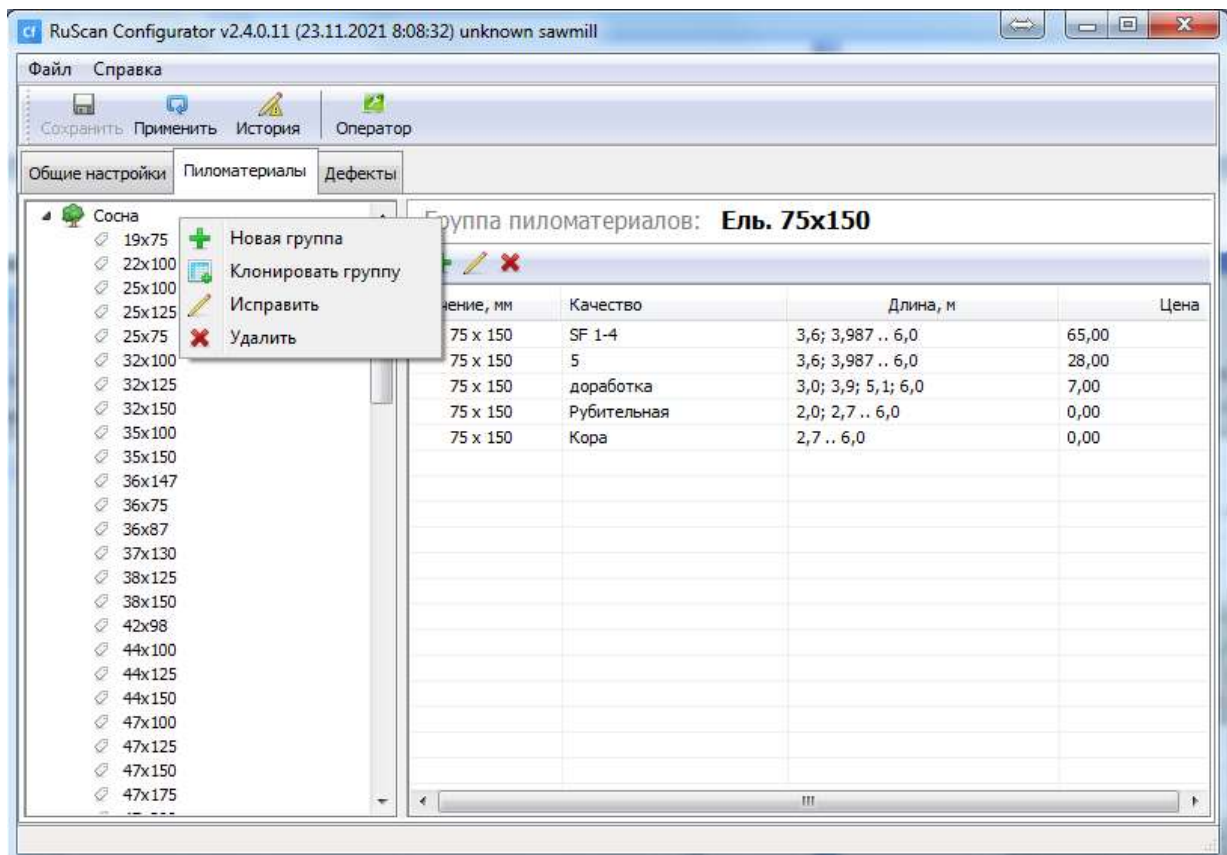 RuScan Configurator v2.4.0.11 (23.11.2021 8:08:32) unknown sawmill
Файл Справка
Сохранить Применить История Оператор
Общие настройки Пиломатериалы Дефекты
Сосна
19x75
22x100
25x100
25x125
25x75
32x100
32x125
32x150
35x100
35x150
36x147
36x75
36x87
37x130
38x125
38x150
42x98
44x100
44x125
44x150
47x100
47x125
47x150
47x175
Новая группа
Клонировать группу
Исправить
Удалить
пиломатериалов: Ель. 75x150
мм Качество Длина, м Цена
75 x 150 SF 1-4 3,6; 3,987 .. 6,0 65,00
75 x 150 5 3,6; 3,987 .. 6,0 28,00
75 x 150 доработка 3,0; 3,9; 5,1; 6,0 7,00
75 x 150 Рубительная 2,0; 2,7 .. 6,0 0,00
75 x 150 Кора 2,7 .. 6,0 0,00